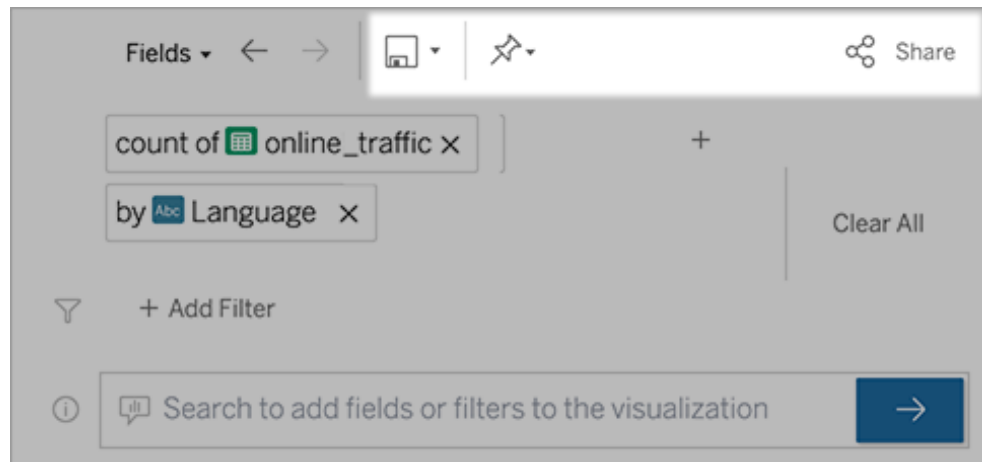 Fields Share
count of online_traffic
by Abc Language
Clear All
+ Add Filter
Search to add fields or filters to the visualization